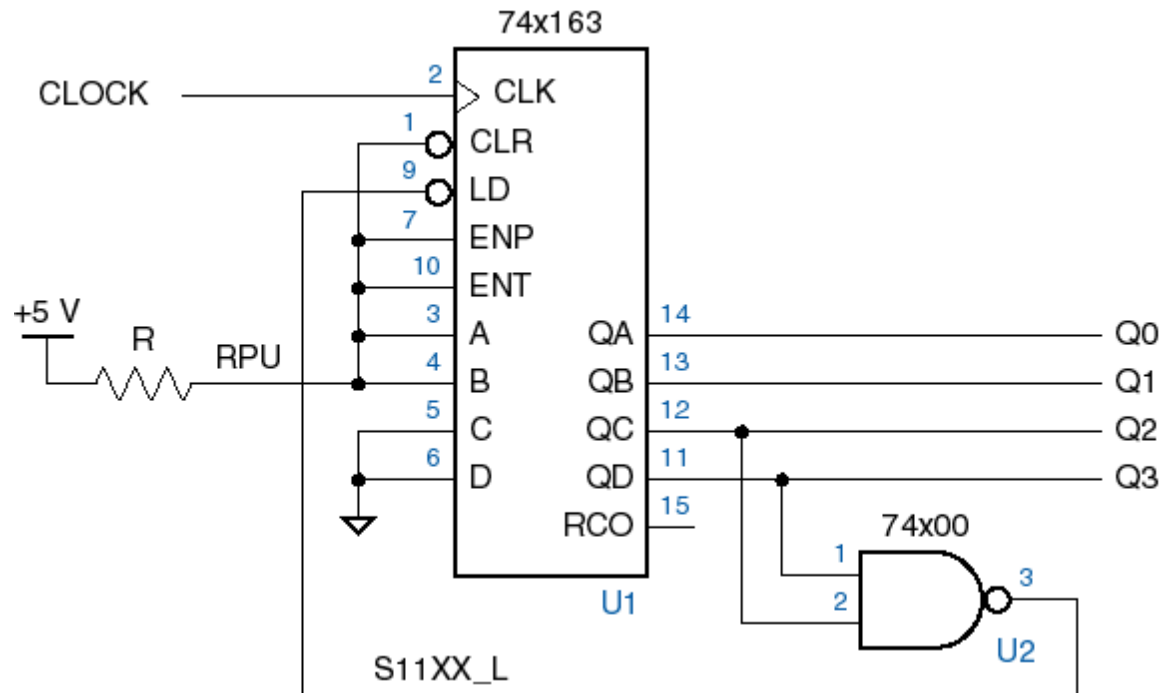 74x163
CLOCK
2
CLK
1
CLR
9
LD
7
ENP
10
ENT
+5 V
R
RPU
3
A
QA
14
Q0
4
B
QB
13
Q1
5
C
QC
12
Q2
6
D
QD
11
Q3
RCO
15
74x00
1
2
3
U1
U2
S11XX_L